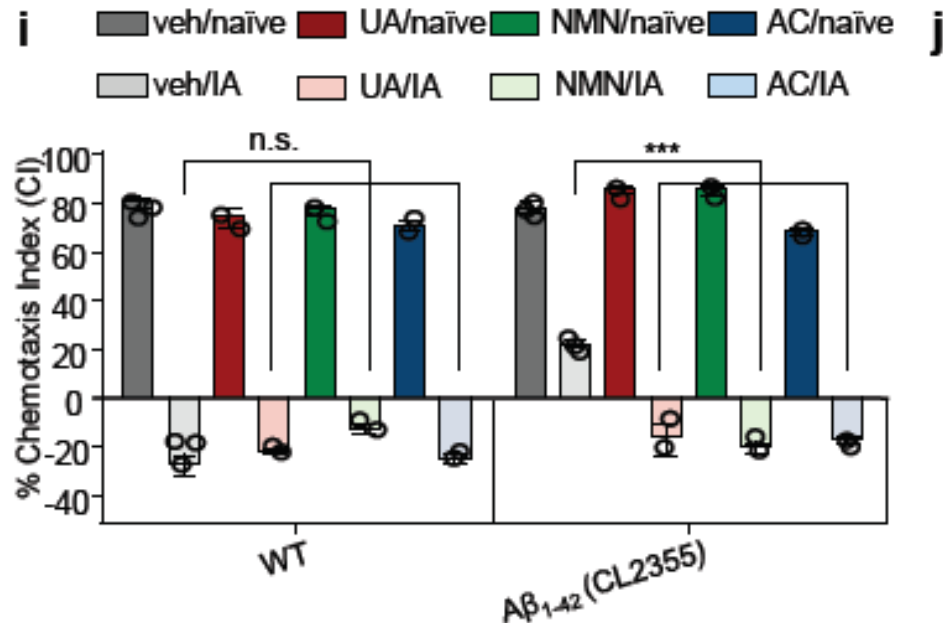 i
j
veh/naïve UA/naïve NMN/naïve AC/naïve
veh/IA UA/IA NMN/IA AC/IA
% Chemotaxis Index (CI)
100
80
60
40
20
0
-20
-40
n.s.
***
WT
Aβ₁₋₄₂ (CL2355)